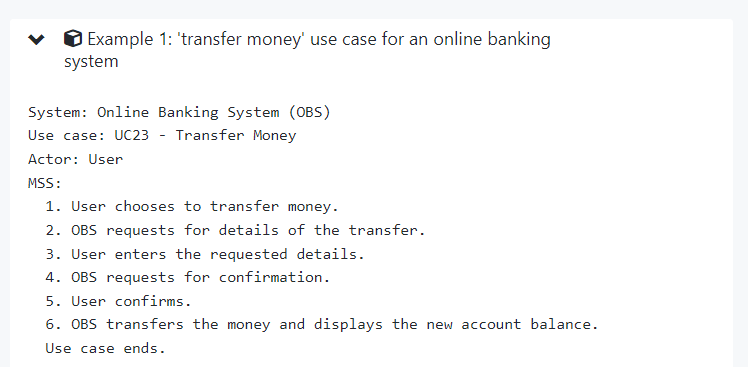 Example 1: 'transfer money' use case for an online banking
system
System: Online Banking System (OBS)
Use case: UC23 - Transfer Money
Actor: User
MSS:
1. User chooses to transfer money.
2. OBS requests for details of the transfer.
3. User enters the requested details.
4. OBS requests for confirmation.
5. User confirms.
6. OBS transfers the money and displays the new account balance.
Use case ends.